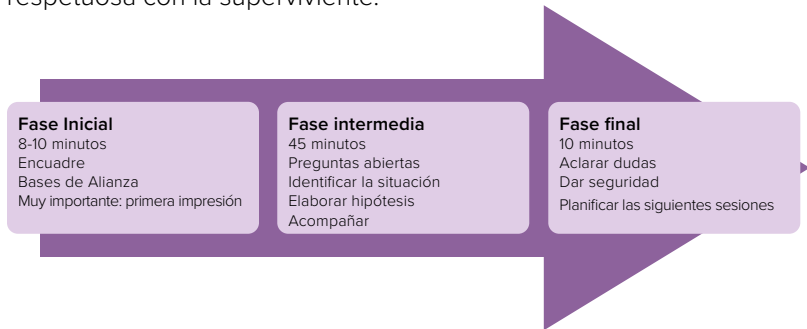 respetuosa con la superviviente.
Fase Inicial
8-10 minutos
Encuadre
Bases de Alianza
Muy importante: primera impresión
Fase intermedia
45 minutos
Preguntas abiertas
Identificar la situación
Elaborar hipótesis
Acompañar
Fase final
10 minutos
Aclarar dudas
Dar seguridad
Planificar las siguientes sesiones